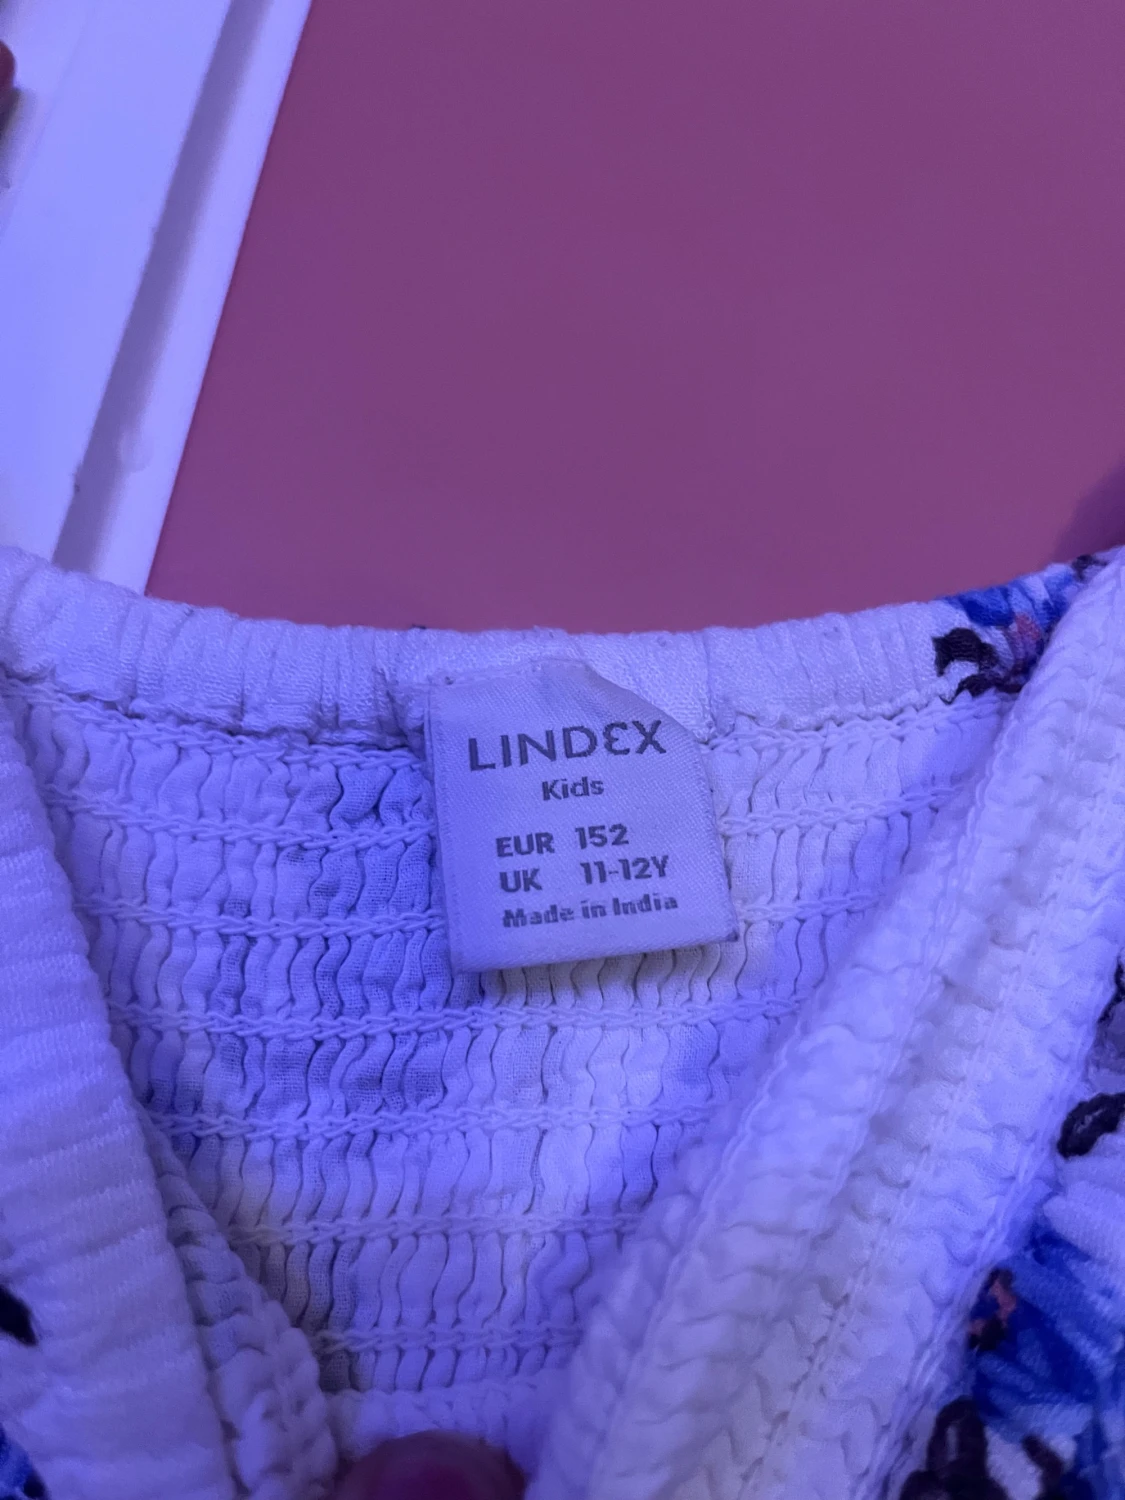 LINDEX
Kids
EUR 152
UK 11-12Y
Made in India